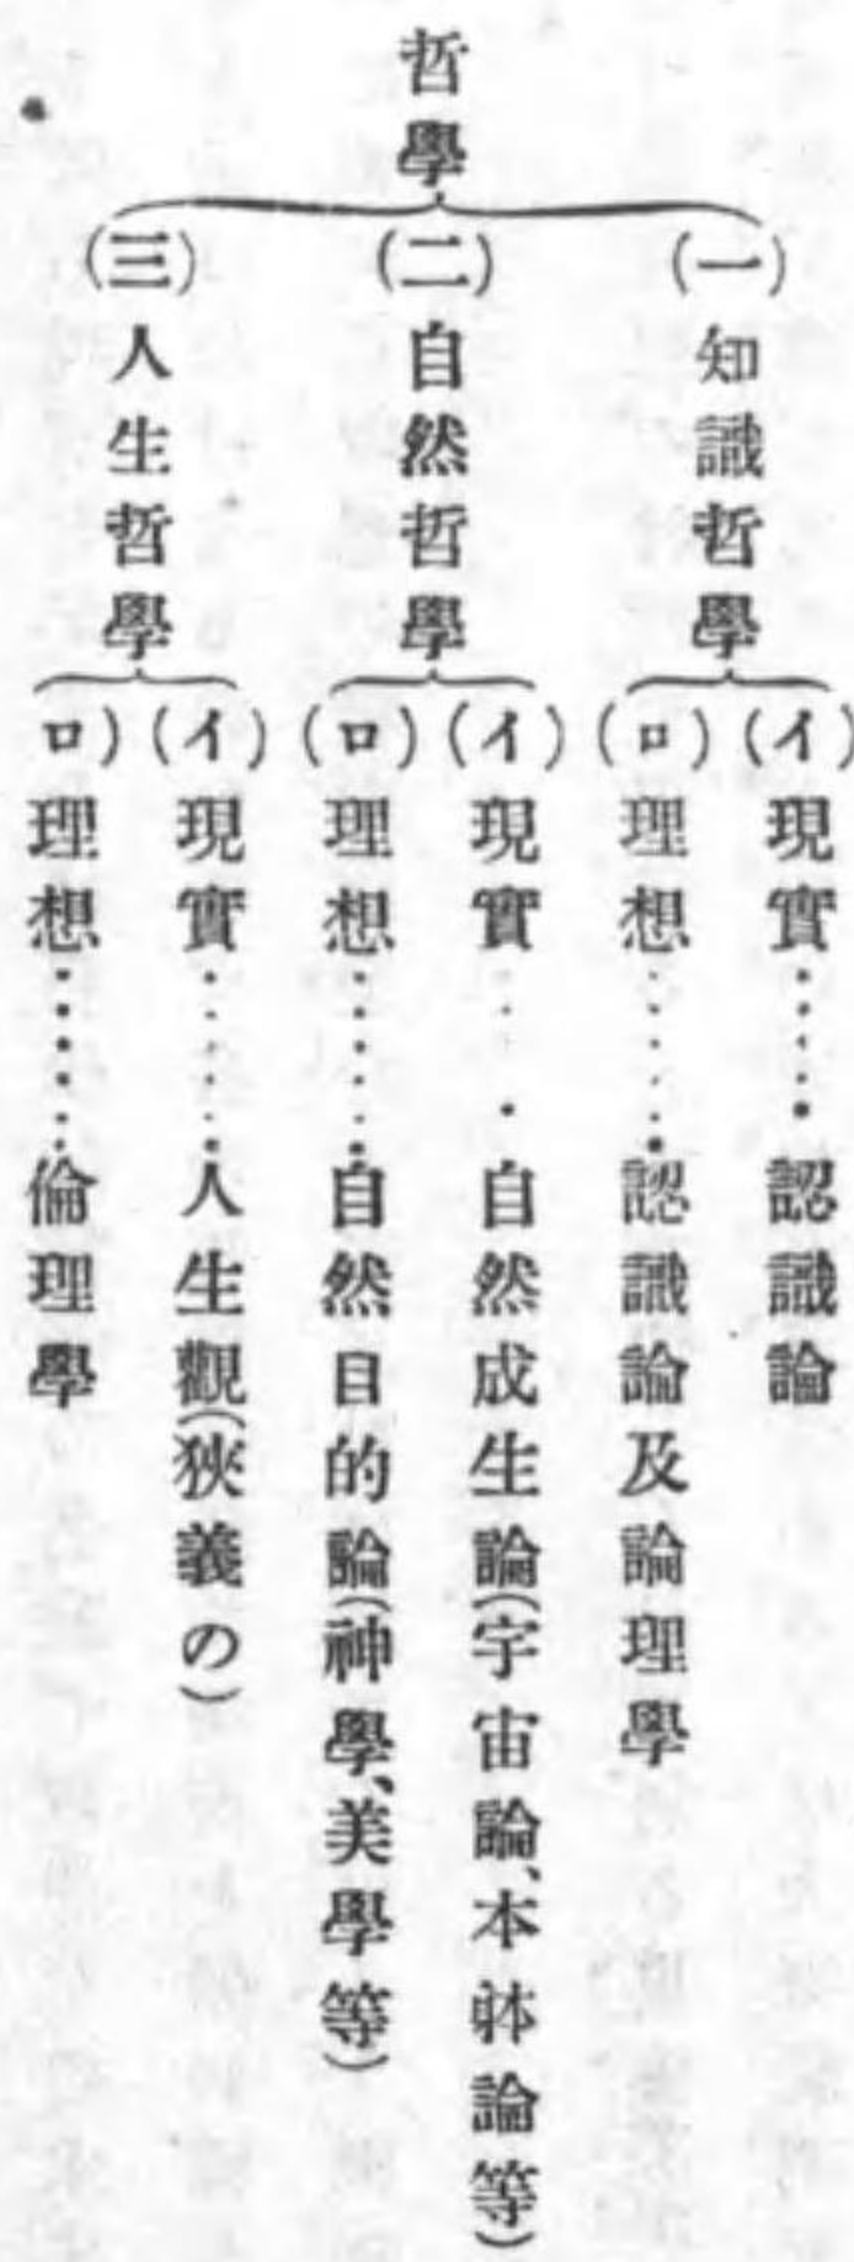 哲學
(一)知識哲學
(イ)現實……認識論
(ロ)理想……認識論及論理學
(二)自然哲學
(イ)現實……自然成生論(宇宙論、本躰論等)
(ロ)理想……自然目的論(神學、美學等)
(三)人生哲學
(イ)現實……人生觀(狹義の)
ロ)理想……倫理學